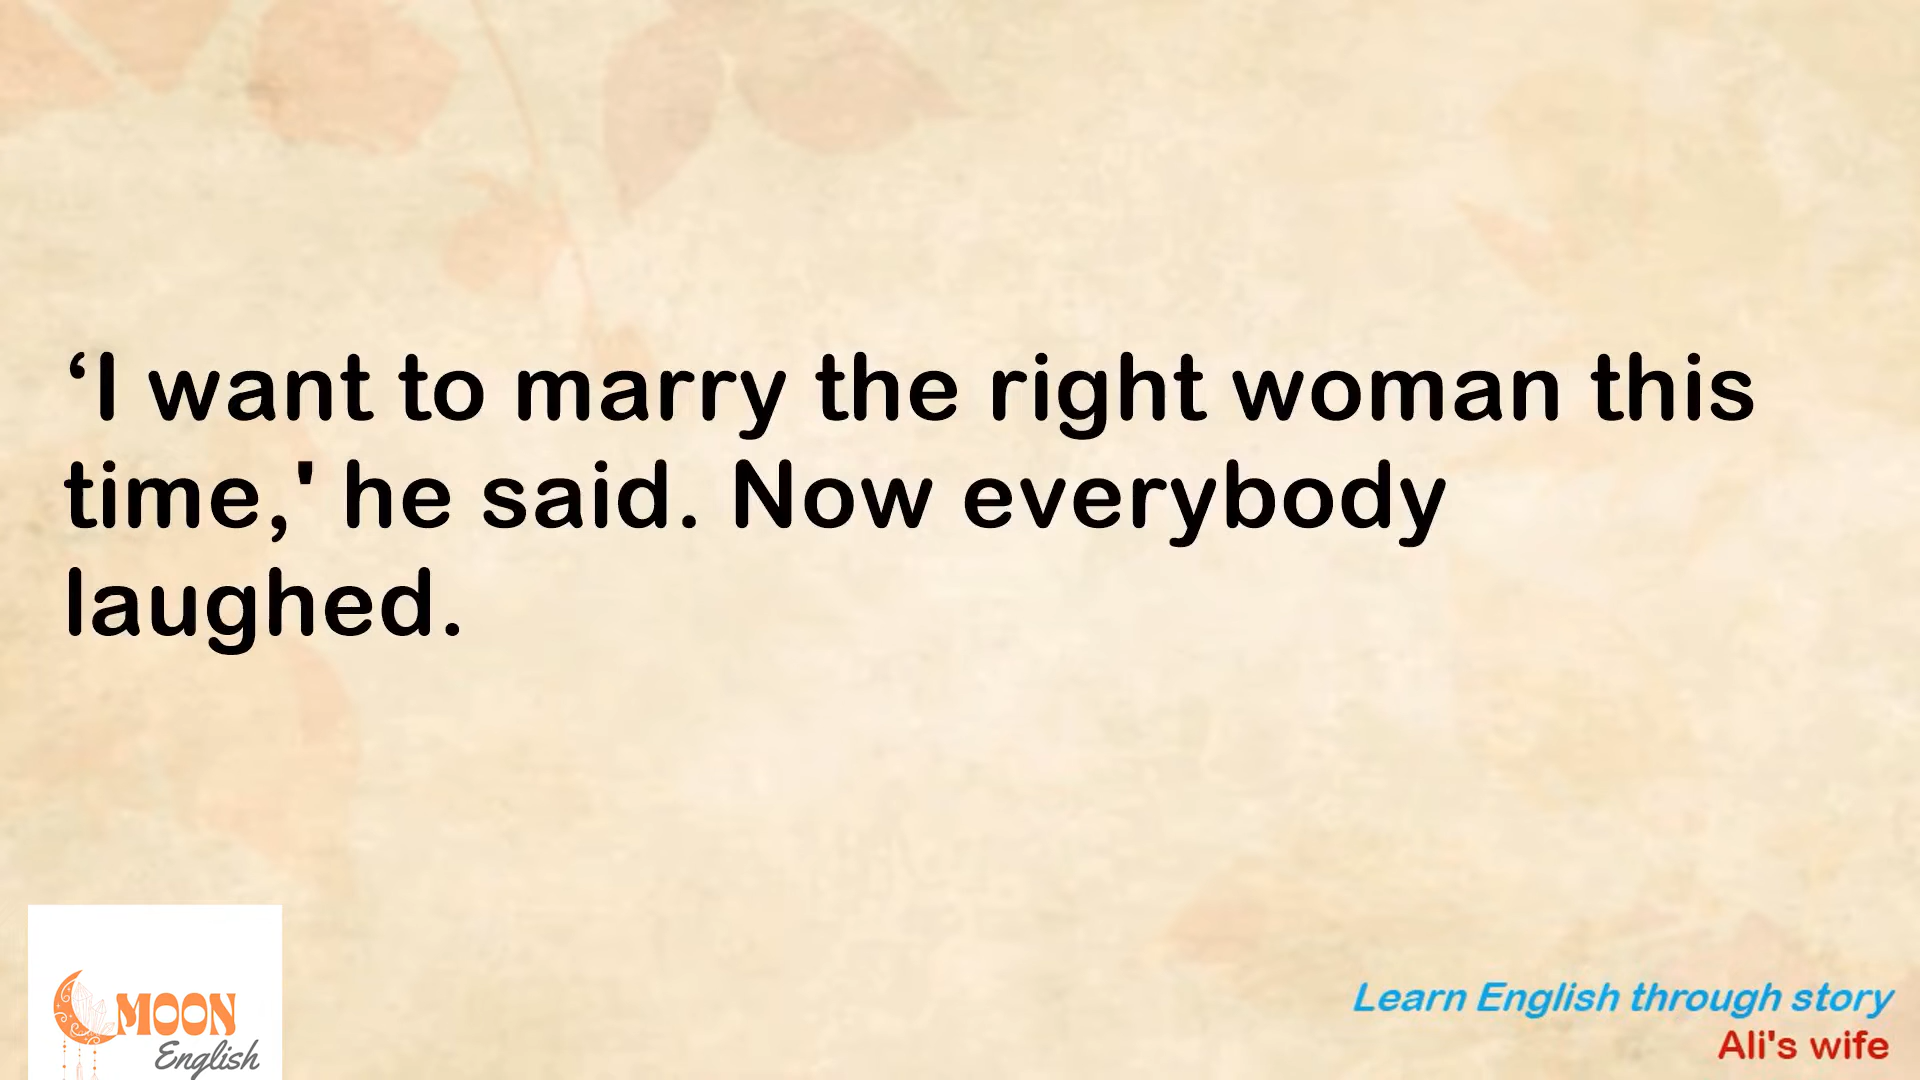 ‘I want to marry the right woman this
time,' he said. Now everybody
laughed.
MOON
English
Learn English through story
Ali's wife